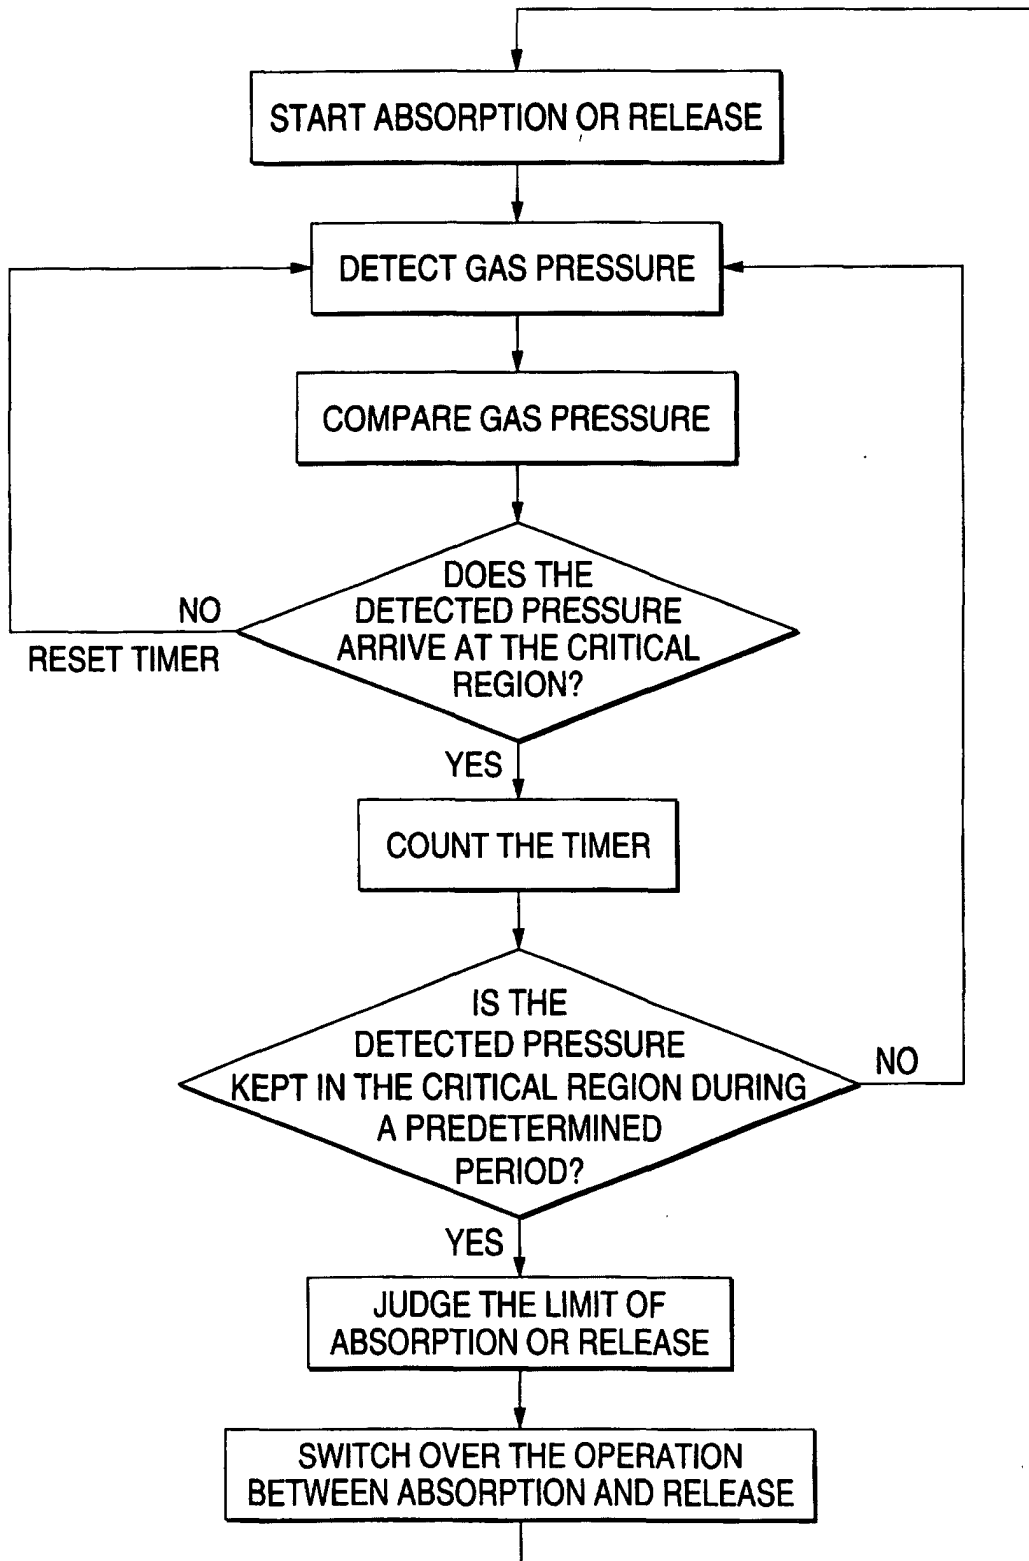 START ABSORPTION OR RELEASE
DETECT GAS PRESSURE
COMPARE GAS PRESSURE
DOES THE
DETECTED PRESSURE
ARRIVE AT THE CRITICAL
REGION?
NO
RESET TIMER
YES
COUNT THE TIMER
IS THE
DETECTED PRESSURE
KEPT IN THE CRITICAL REGION DURING
A PREDETERMINED
PERIOD?
NO
YES
JUDGE THE LIMIT OF
ABSORPTION OR RELEASE
SWITCH OVER THE OPERATION
BETWEEN ABSORPTION AND RELEASE